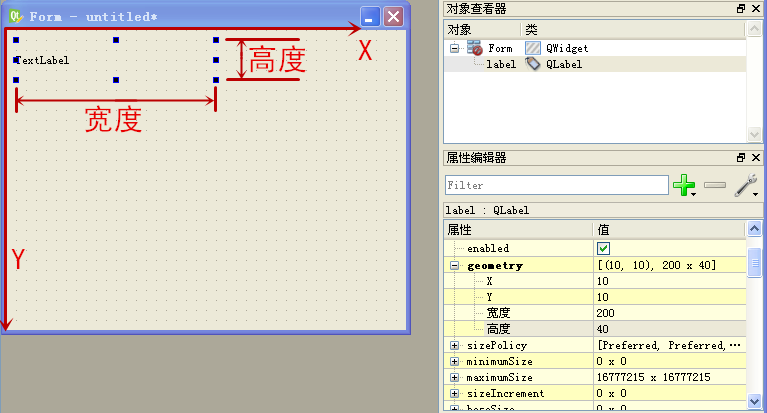 Form - untitled*
X
TextLabel
高度
宽度
Y
对象查看器
对象 类
Form QWidget
label QLabel
属性编辑器
Filter
label : QLabel
属性 值
enabled
geometry [(10, 10), 200 x 40]
X 10
Y 10
宽度 200
高度 40
sizePolicy [Preferred, Preferred,...
minimumSize 0 x 0
maximumSize 16777215 x 16777215
sizeIncrement 0 x 0
baseSize 0 x 0